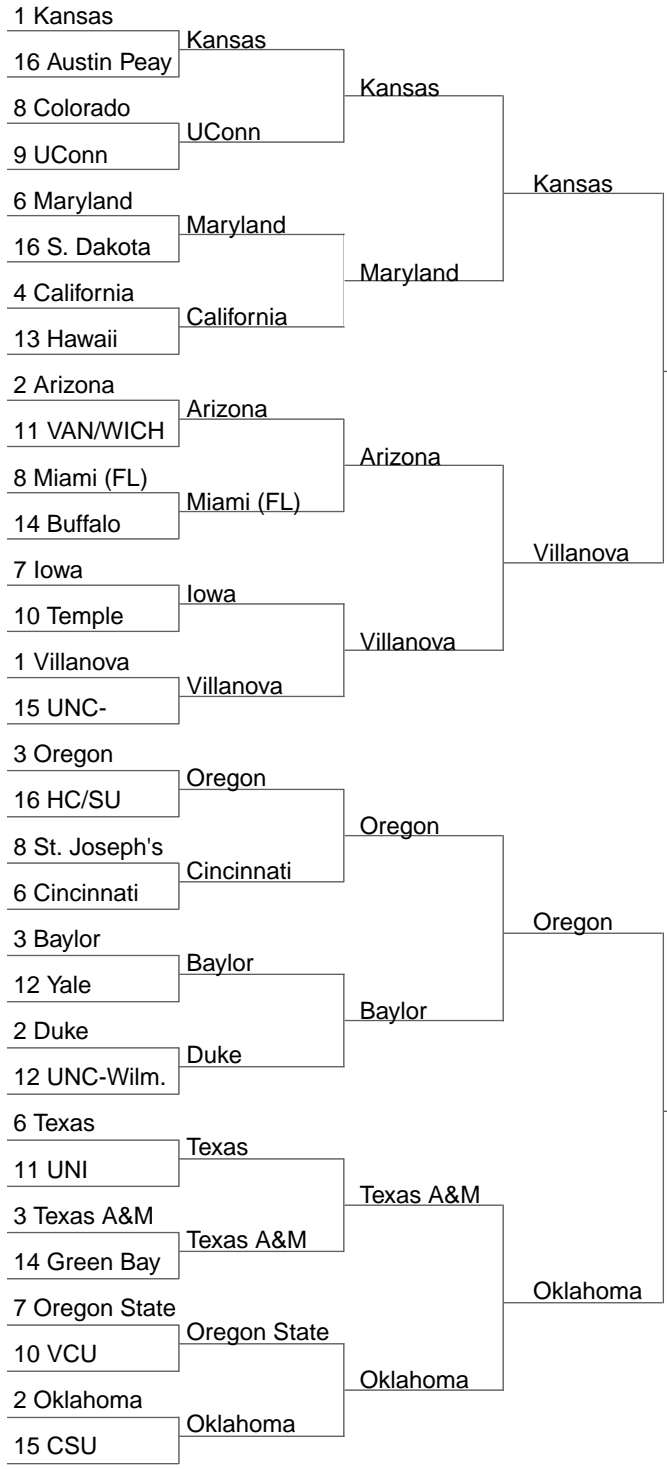 1 Kansas
16 Austin Peay
8 Colorado
9 UConn
6 Maryland
16 S. Dakota
4 California
13 Hawaii
2 Arizona
11 VAN/WICH
8 Miami (FL)
14 Buffalo
7 Iowa
10 Temple
1 Villanova
15 UNC-
3 Oregon
16 HC/SU
8 St. Joseph's
6 Cincinnati
3 Baylor
12 Yale
2 Duke
12 UNC-Wilm.
6 Texas
11 UNI
3 Texas A&M
14 Green Bay
7 Oregon State
10 VCU
2 Oklahoma
15 CSU
Kansas
UConn
Maryland
California
Arizona
Miami (FL)
Iowa
Villanova
Oregon
Cincinnati
Baylor
Duke
Texas
Texas A&M
Oregon State
Oklahoma
Kansas
Maryland
Arizona
Villanova
Oregon
Baylor
Texas A&M
Oklahoma
Kansas
Villanova
Oregon
Oklahoma